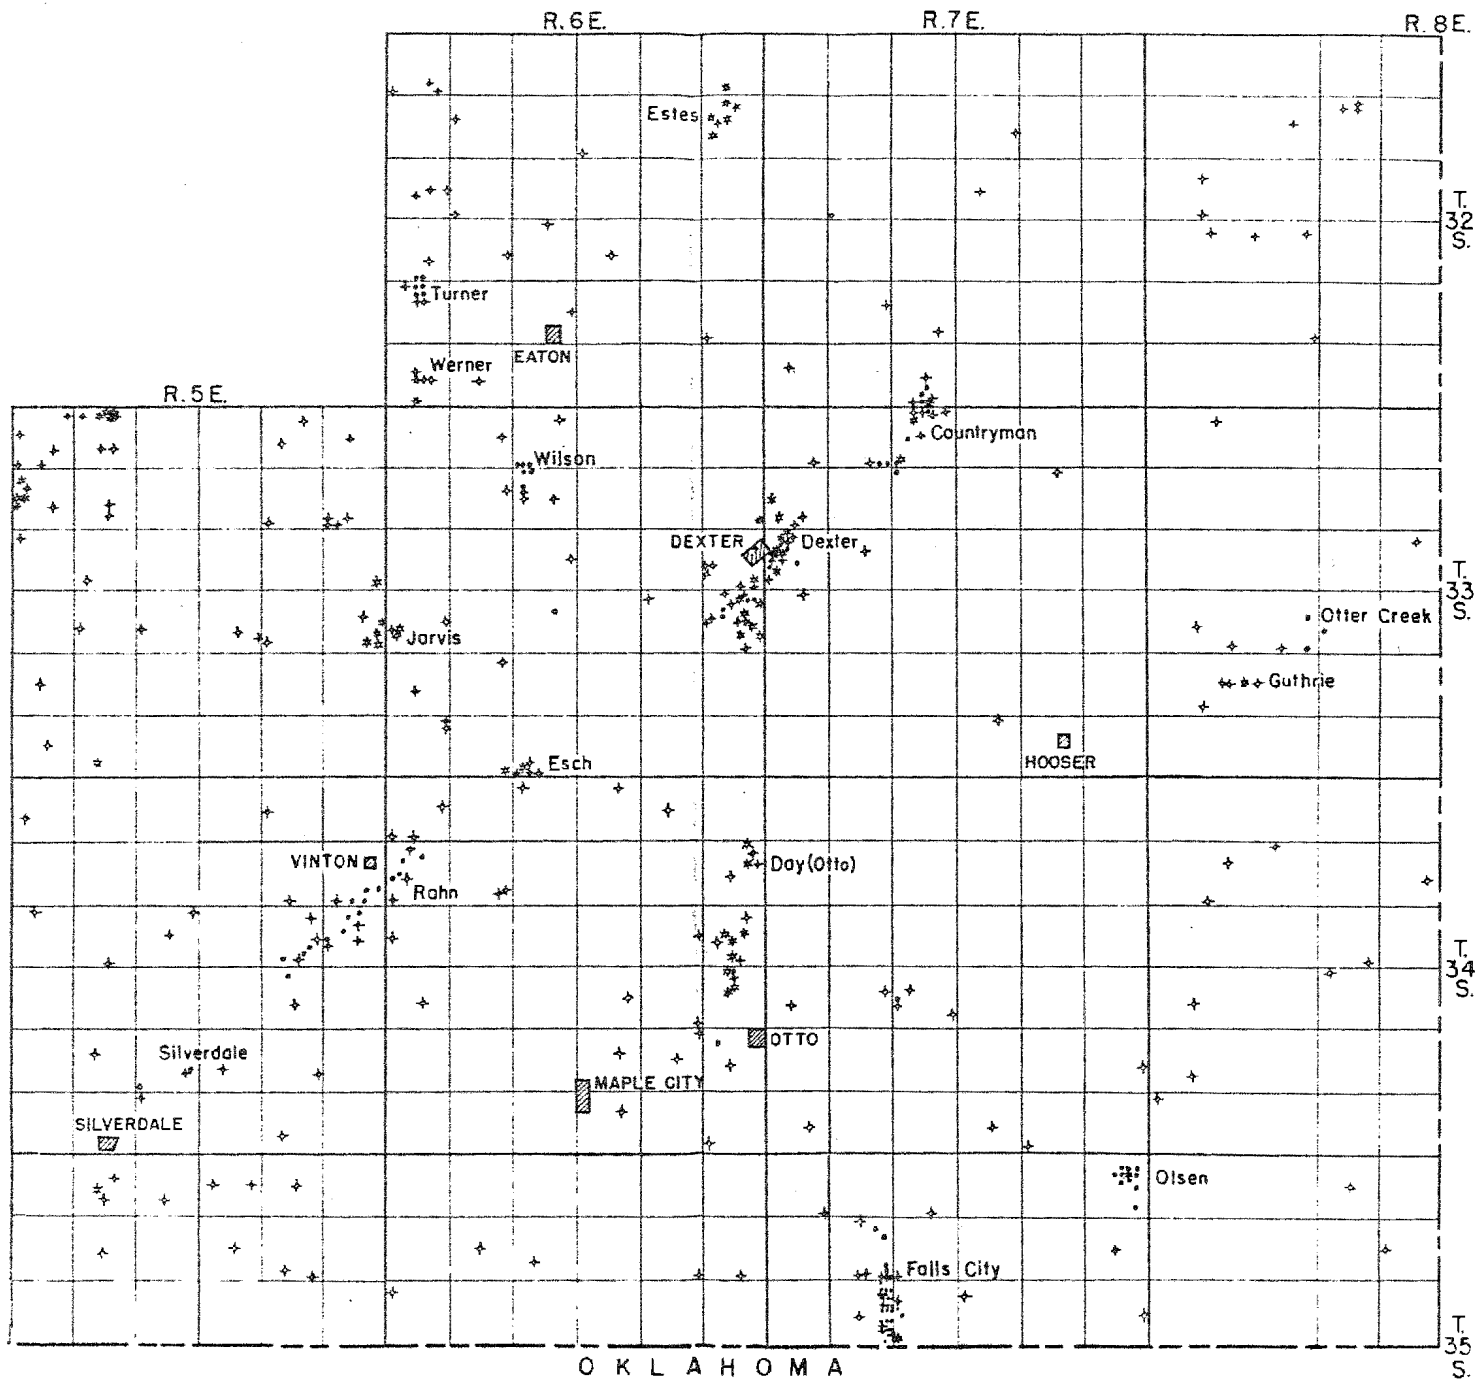 R.6E.
R.7E.
R.8E.
Estes
T.
32
S.
Turner
EATON
Werner
R.5E.
Countryman
Wilson
DEXTER
Dexter
T.
33
S.
Otter Creek
Jarvis
Guthrie
HOOSER
Esch
VINTON
Day(Otto)
Rahn
T.
34
S.
OTTO
Silverdale
MAPLE CITY
SILVERDALE
Olsen
Falls City
T.
35
S.
OKLAHOMA